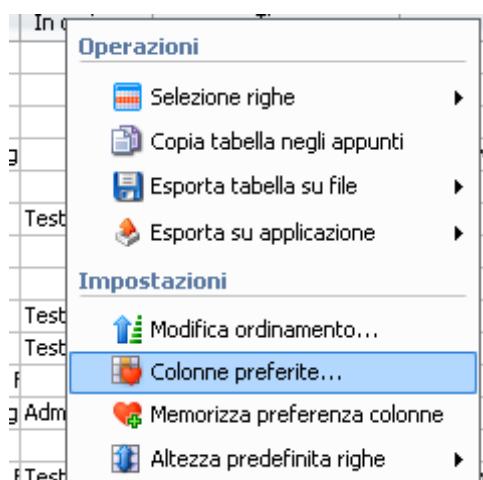 Operazioni
Selezione righe
Copia tabella negli appunti
Test
Esporta tabella su file
Esporta su applicazione
Impostazioni
Test
Modifica ordinamento...
Test
Colonne preferite...
Adm
Memorizza preferenza colonne
Altezza predefinita righe
Test